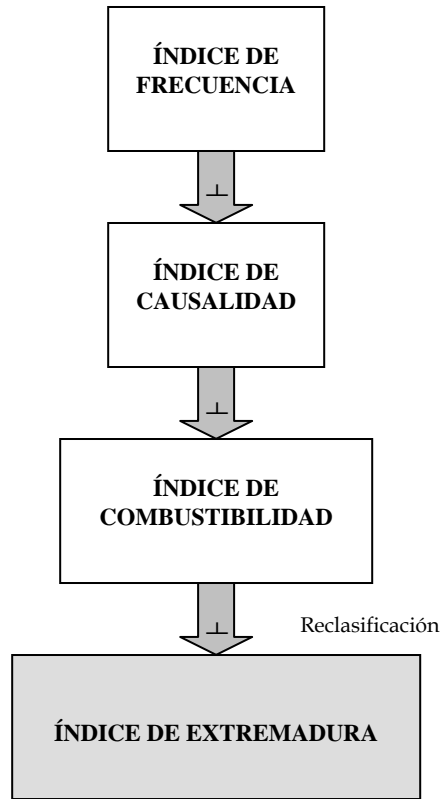 ÍNDICE DE
FRECUENCIA
┴
ÍNDICE DE
CAUSALIDAD
┴
ÍNDICE DE
COMBUSTIBILIDAD
┴
Reclasificación
ÍNDICE DE EXTREMADURA